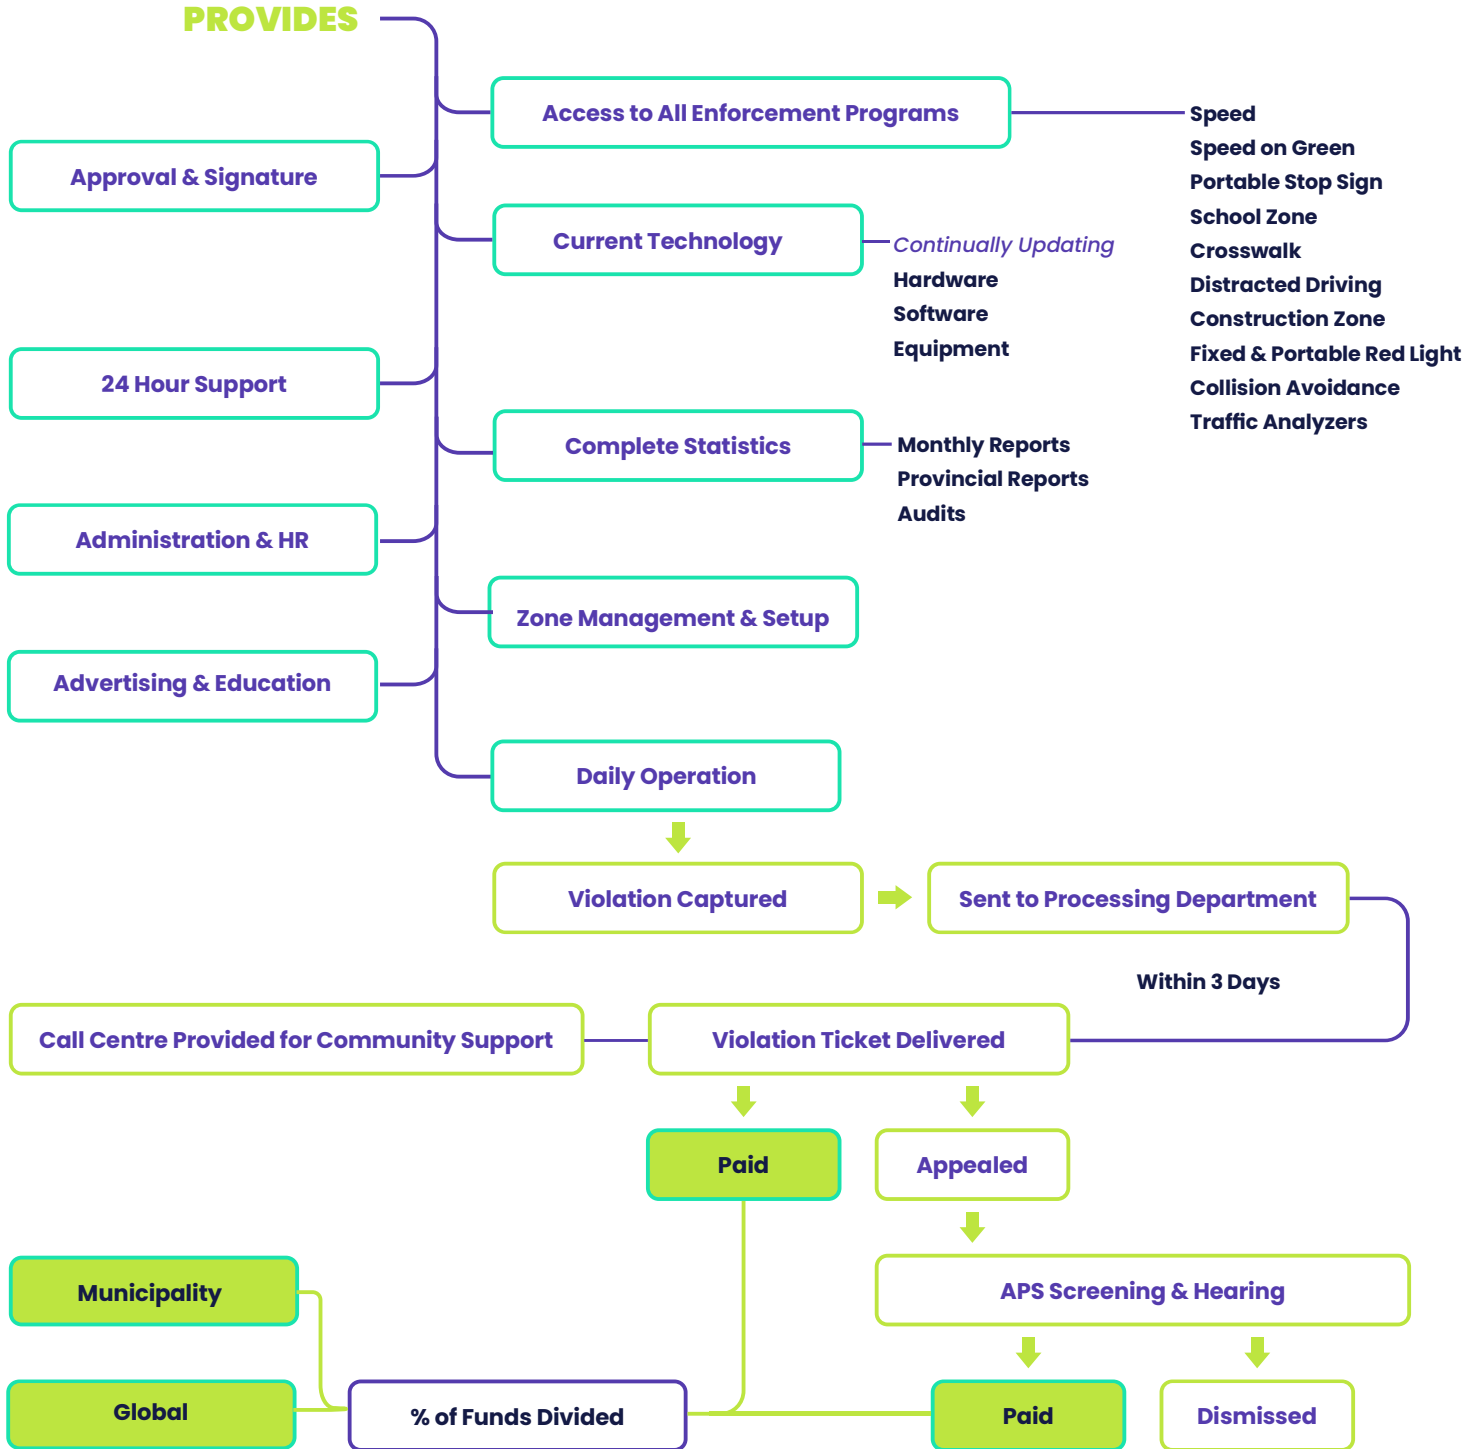 PROVIDES
Access to All Enforcement Programs
Speed
Speed on Green
Portable Stop Sign
School Zone
Crosswalk
Distracted Driving
Construction Zone
Fixed & Portable Red Light
Collision Avoidance
Traffic Analyzers
Approval & Signature
Current Technology
Continually Updating
Hardware
Software
Equipment
24 Hour Support
Complete Statistics
Monthly Reports
Provincial Reports
Audits
Administration & HR
Zone Management & Setup
Advertising & Education
Daily Operation
Violation Captured
Sent to Processing Department
Within 3 Days
Call Centre Provided for Community Support
Violation Ticket Delivered
Paid
Appealed
APS Screening & Hearing
Municipality
Global
% of Funds Divided
Paid
Dismissed